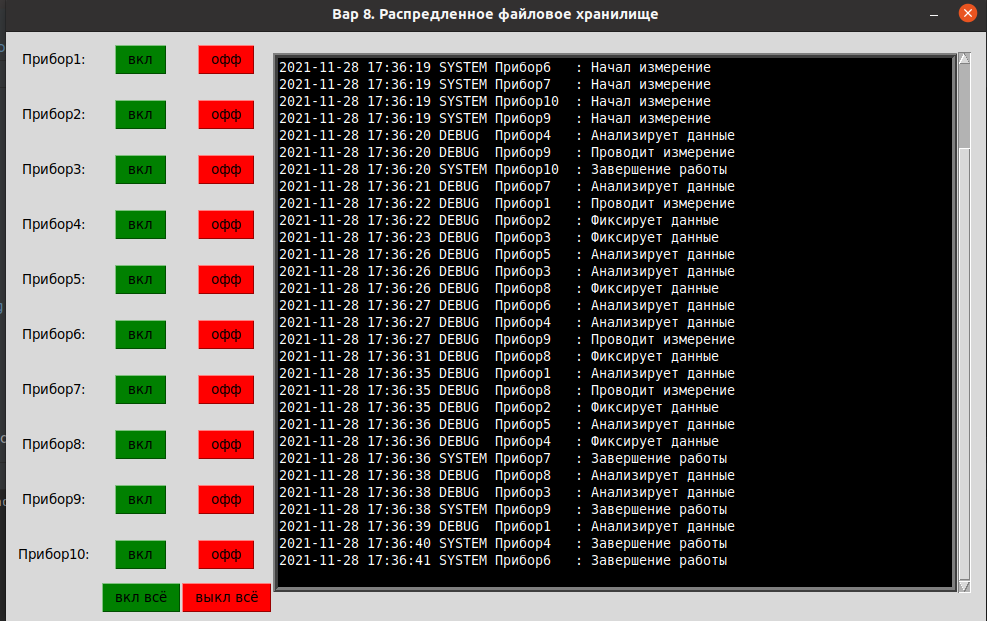 Вар 8. Распредленное файловое хранилище
Прибор1: вкл офф
Прибор2: вкл офф
Прибор3: вкл офф
Прибор4: вкл офф
Прибор5: вкл офф
Прибор6: вкл офф
Прибор7: вкл офф
Прибор8: вкл офф
Прибор9: вкл офф
Прибор10: вкл офф
вкл всё выкл всё
2021-11-28 17:36:19 SYSTEM Прибор6 : Начал измерение
2021-11-28 17:36:19 SYSTEM Прибор7 : Начал измерение
2021-11-28 17:36:19 SYSTEM Прибор10 : Начал измерение
2021-11-28 17:36:19 SYSTEM Прибор9 : Начал измерение
2021-11-28 17:36:20 DEBUG Прибор4 : Анализирует данные
2021-11-28 17:36:20 DEBUG Прибор9 : Проводит измерение
2021-11-28 17:36:20 SYSTEM Прибор10 : Завершение работы
2021-11-28 17:36:21 DEBUG Прибор7 : Анализирует данные
2021-11-28 17:36:22 DEBUG Прибор1 : Проводит измерение
2021-11-28 17:36:22 DEBUG Прибор2 : Фиксирует данные
2021-11-28 17:36:23 DEBUG Прибор3 : Фиксирует данные
2021-11-28 17:36:26 DEBUG Прибор5 : Анализирует данные
2021-11-28 17:36:26 DEBUG Прибор3 : Анализирует данные
2021-11-28 17:36:26 DEBUG Прибор8 : Фиксирует данные
2021-11-28 17:36:27 DEBUG Прибор6 : Анализирует данные
2021-11-28 17:36:27 DEBUG Прибор4 : Анализирует данные
2021-11-28 17:36:27 DEBUG Прибор9 : Проводит измерение
2021-11-28 17:36:31 DEBUG Прибор8 : Фиксирует данные
2021-11-28 17:36:35 DEBUG Прибор1 : Анализирует данные
2021-11-28 17:36:35 DEBUG Прибор8 : Проводит измерение
2021-11-28 17:36:35 DEBUG Прибор2 : Фиксирует данные
2021-11-28 17:36:36 DEBUG Прибор5 : Анализирует данные
2021-11-28 17:36:36 DEBUG Прибор4 : Фиксирует данные
2021-11-28 17:36:36 SYSTEM Прибор7 : Завершение работы
2021-11-28 17:36:38 DEBUG Прибор8 : Анализирует данные
2021-11-28 17:36:38 DEBUG Прибор3 : Анализирует данные
2021-11-28 17:36:38 SYSTEM Прибор9 : Завершение работы
2021-11-28 17:36:39 DEBUG Прибор1 : Анализирует данные
2021-11-28 17:36:40 SYSTEM Прибор4 : Завершение работы
2021-11-28 17:36:41 SYSTEM Прибор6 : Завершение работы